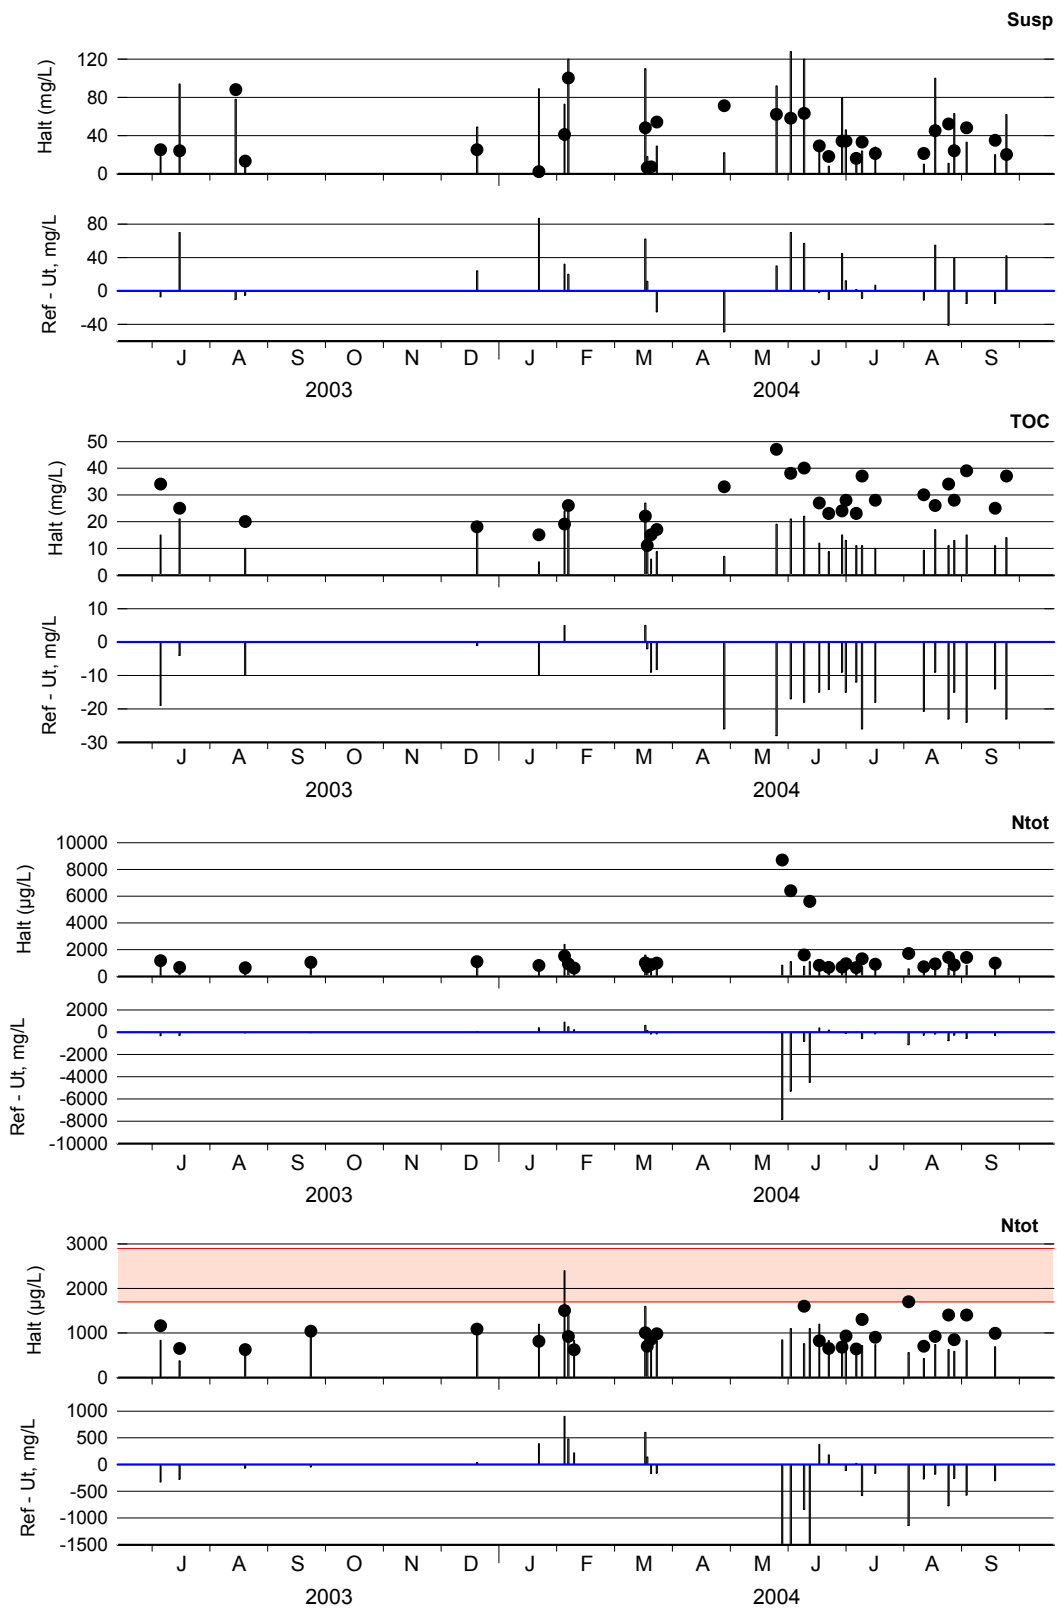 Susp
Halt (mg/L)
120
80
40
0
Ref - Ut, mg/L
80
40
0
-40
J A S O N D J F M A M J J A S
2003 2004
TOC
Halt (mg/L)
50
40
30
20
10
0
Ref - Ut, mg/L
10
0
-10
-20
-30
J A S O N D J F M A M J J A S
2003 2004
Ntot
Halt (µg/L)
10000
8000
6000
4000
2000
0
Ref - Ut, mg/L
2000
0
-2000
-4000
-6000
-8000
-10000
J A S O N D J F M A M J J A S
2003 2004
Ntot
Halt (µg/L)
3000
2000
1000
0
Ref - Ut, mg/L
1000
500
0
-500
-1000
-1500
J A S O N D J F M A M J J A S
2003 2004